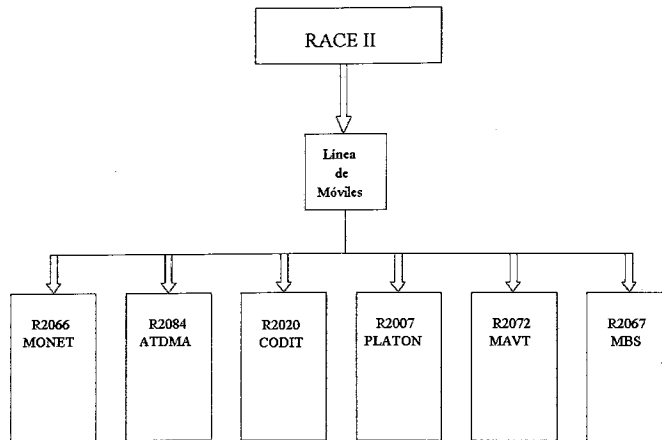 RACE II
Línea
de
Móviles
R2066
MONET
R2084
ATDMA
R2020
CODIT
R2007
PLATON
R2072
MAVT
R2067
MBS